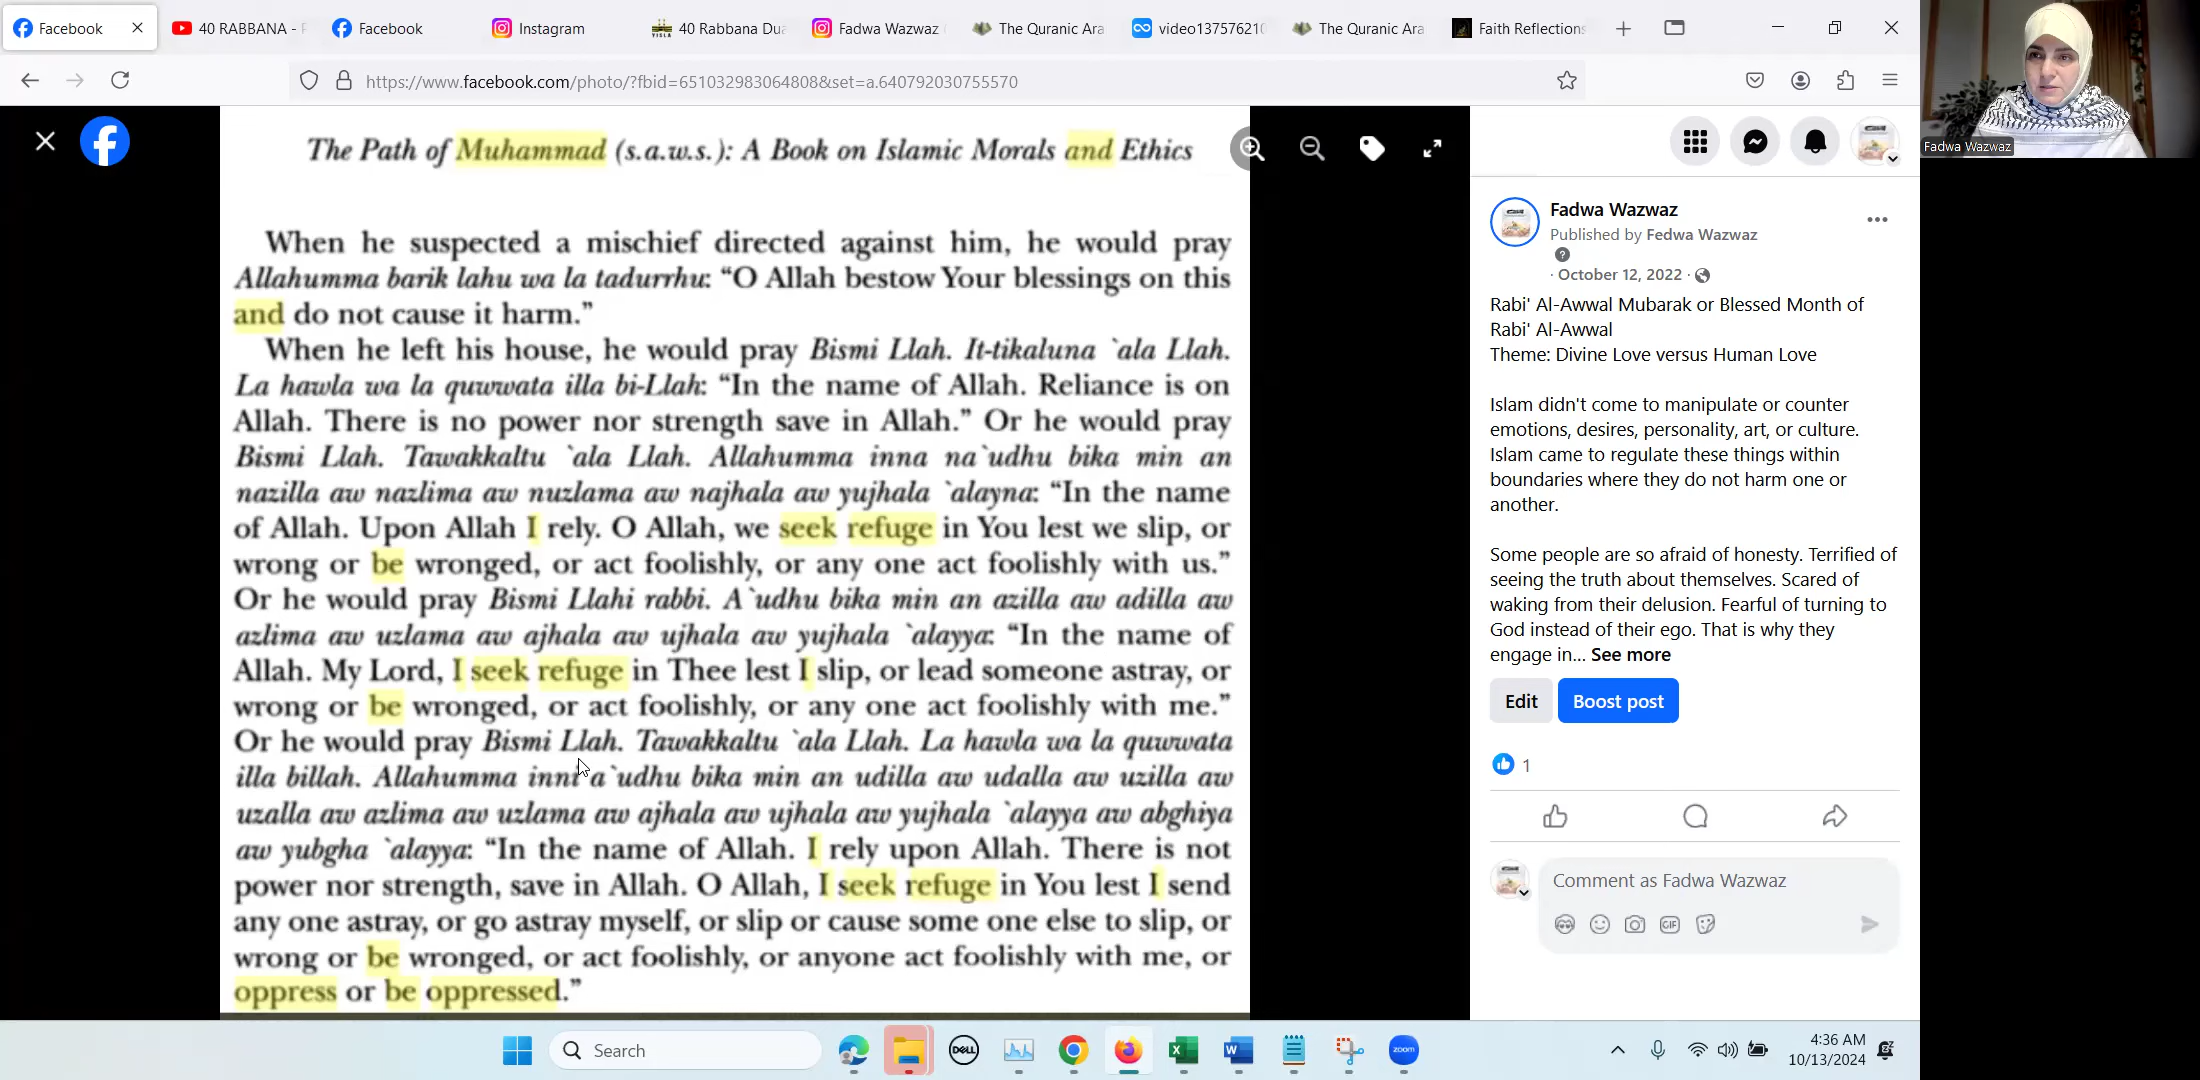 Facebook
40 RABBANA -
Facebook
Instagram
40 Rabbana Dua
Fadwa Wazwaz
The Quranic Ara
video137576210
The Quranic Ara
Faith Reflections
https://www.facebook.com/photo/?fbid=651032983064808&set=a.640792030755570
Fadwa Wazwaz
The Path of Muhammad (s.a.w.s.): A Book on Islamic Morals and Ethics
When he suspected a mischief directed against him, he would pray
Allahumma barik lahu wa la tadurrhu: “O Allah bestow Your blessings on this
and do not cause it harm.”
When he left his house, he would pray Bismi Llah. It-tikaluna `ala Llah.
La hawla wa la quwwata illa bi-Llah: “In the name of Allah. Reliance is on
Allah. There is no power nor strength save in Allah.” Or he would pray
Bismi Llah. Tawakkaltu `ala Llah. Allahumma inna na`udhu bika min an
nazilla aw nazlima aw nuzlama aw najhala aw yujhala `alayna: “In the name
of Allah. Upon Allah I rely. O Allah, we seek refuge in You lest we slip, or
wrong or be wronged, or act foolishly, or any one act foolishly with us.”
Or he would pray Bismi Llahi rabbi. A`udhu bika min an azilla aw adilla aw
azlima aw uzlama aw ajhala aw ujhala aw yujhala `alayya: “In the name of
Allah. My Lord, I seek refuge in Thee lest I slip, or lead someone astray, or
wrong or be wronged, or act foolishly, or any one act foolishly with me.”
Or he would pray Bismi Llah. Tawakkaltu `ala Llah. La hawla wa la quwwata
illa billah. Allahumma inni a`udhu bika min an udilla aw udalla aw uzilla aw
uzalla aw azlima aw uzlama aw ajhala aw ujhala aw yujhala `alayya aw abghiya
aw yubgha `alayya: “In the name of Allah. I rely upon Allah. There is not
power nor strength, save in Allah. O Allah, I seek refuge in You lest I send
any one astray, or go astray myself, or slip or cause some one else to slip, or
wrong or be wronged, or act foolishly, or anyone act foolishly with me, or
oppress or be oppressed.”
Fadwa Wazwaz
Published by Fedwa Wazwaz
· October 12, 2022 ·
Rabi' Al-Awwal Mubarak or Blessed Month of
Rabi' Al-Awwal
Theme: Divine Love versus Human Love
Islam didn't come to manipulate or counter
emotions, desires, personality, art, or culture.
Islam came to regulate these things within
boundaries where they do not harm one or
another.
Some people are so afraid of honesty. Terrified of
seeing the truth about themselves. Scared of
waking from their delusion. Fearful of turning to
God instead of their ego. That is why they
engage in... See more
Edit
Boost post
1
Comment as Fadwa Wazwaz
GIF
Search
DELL
zoom
4:36 AM
10/13/2024